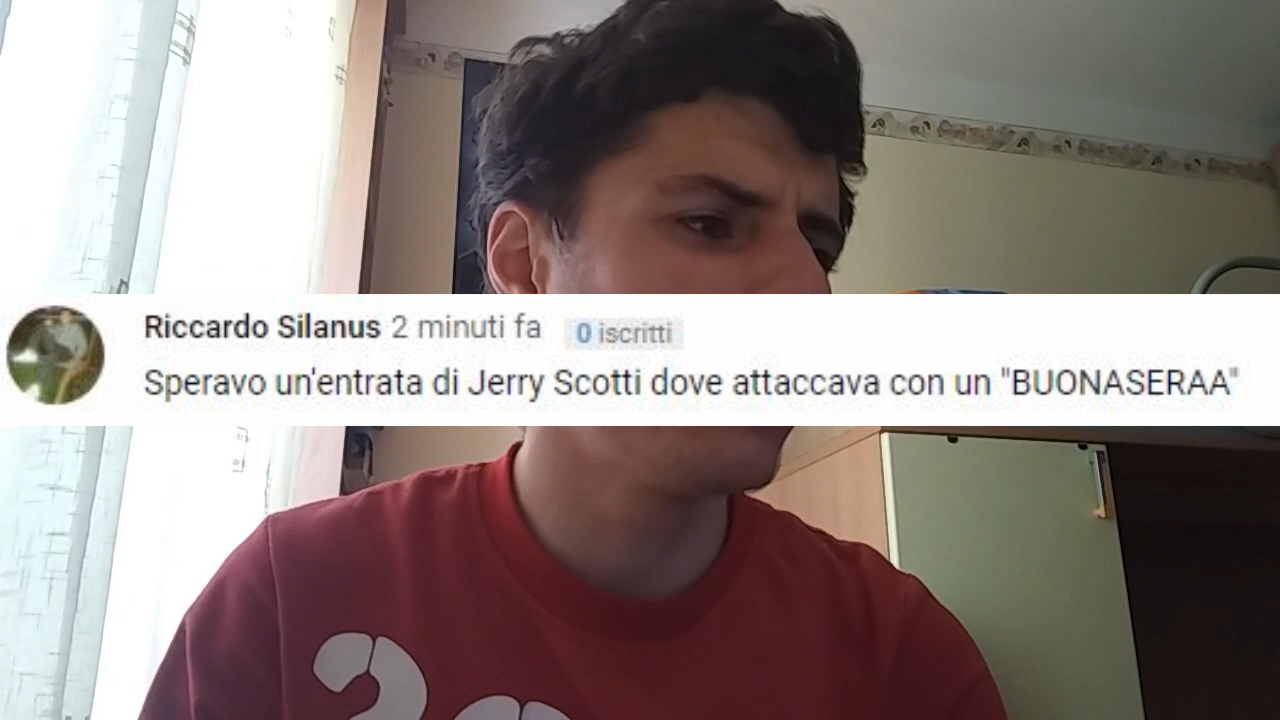 Riccardo Silanus 2 minuti fa 0 iscritti
Speravo un'entrata di Jerry Scotti dove attaccava con un "BUONASERAA"